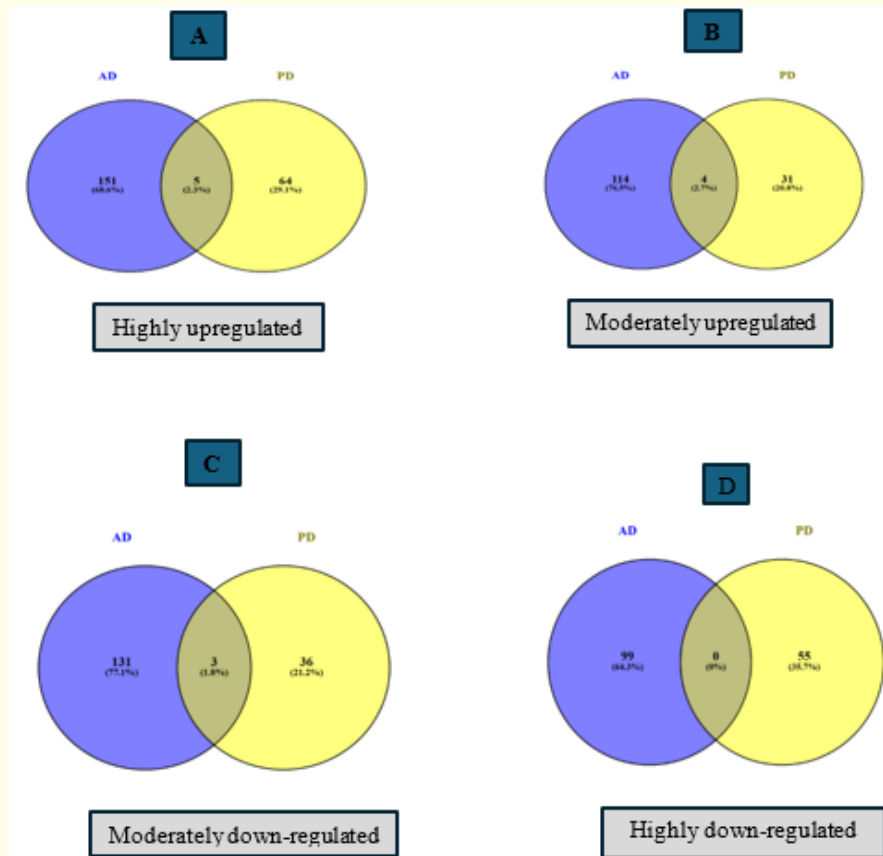 A
AD PD
151 5 64
(68.6%) (2.3%) (29.1%)
Highly upregulated
B
AD PD
114 4 31
(76.5%) (2.7%) (20.8%)
Moderately upregulated
C
AD PD
131 3 36
(77.1%) (1.8%) (21.2%)
Moderately down-regulated
D
AD PD
99 0 55
(64.3%) (0%) (35.7%)
Highly down-regulated